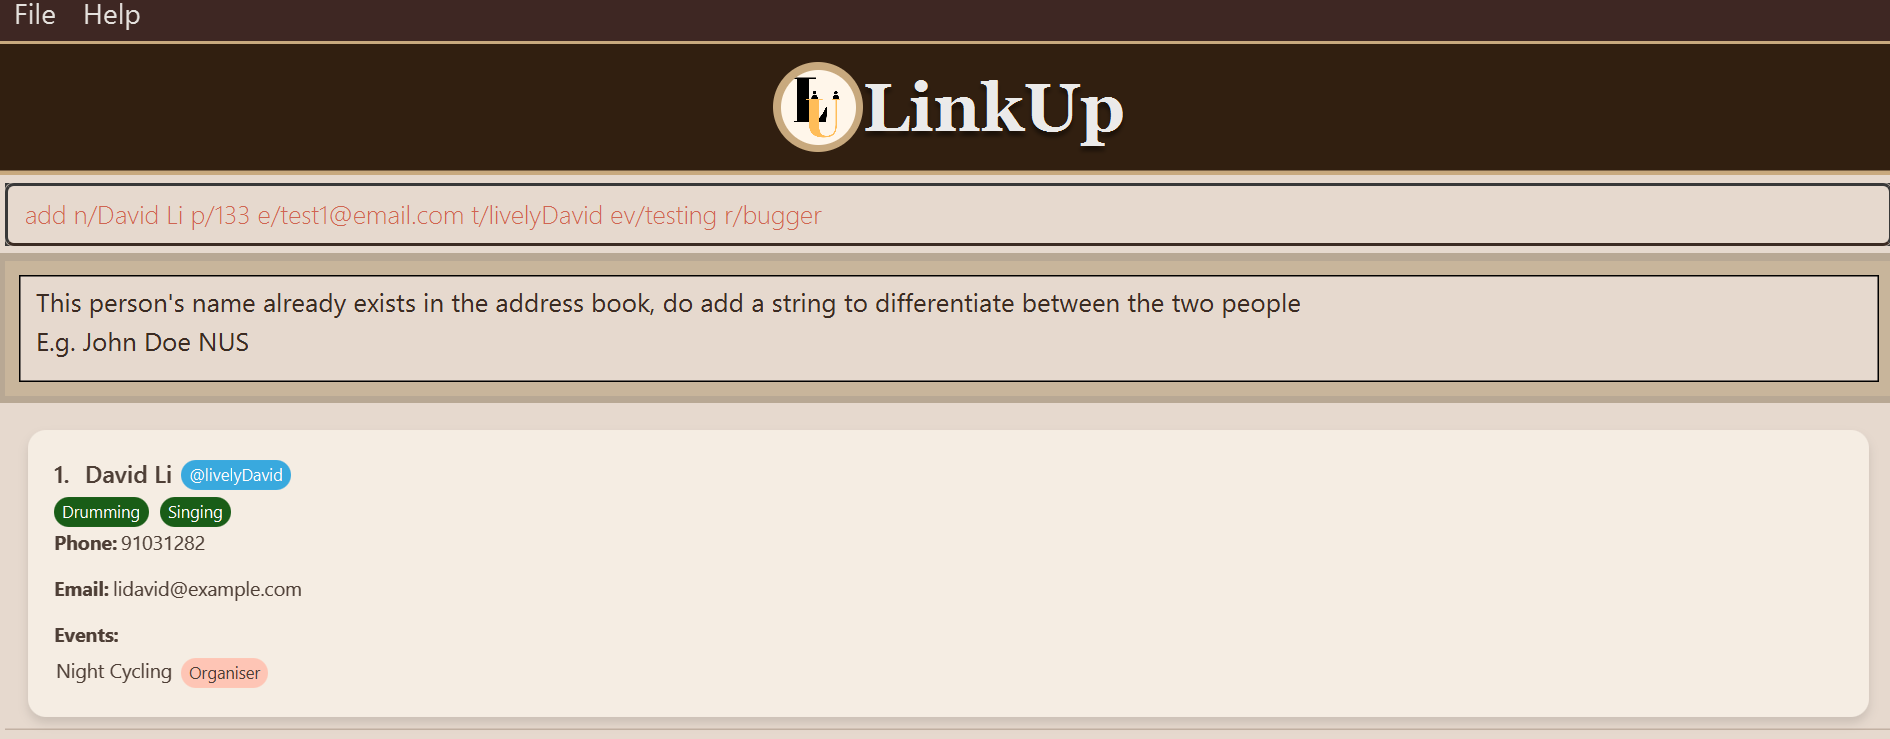 File Help
LU LinkUp
add n/David Li p/133 e/test1@email.com t/livelyDavid ev/testing r/bugger
This person's name already exists in the address book, do add a string to differentiate between the two people
E.g. John Doe NUS
1. David Li @livelyDavid
Drumming Singing
Phone: 91031282
Email: lidavid@example.com
Events:
Night Cycling Organiser